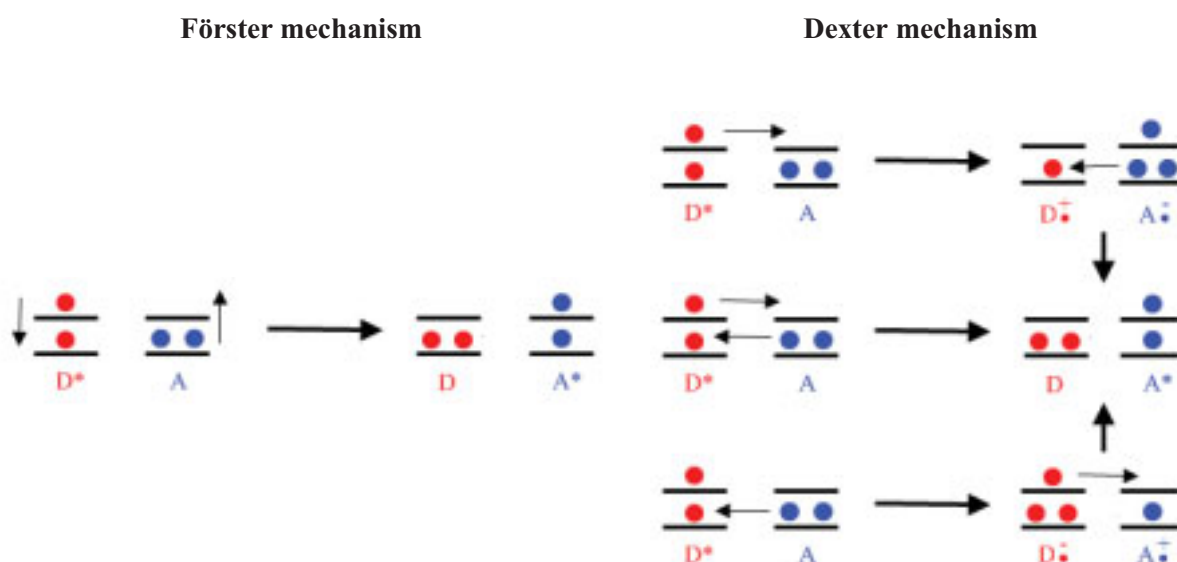 Förster mechanism
Dexter mechanism
D* A D•+ A•-
D* A D A*
D* A D A*
D* A D•- A•+